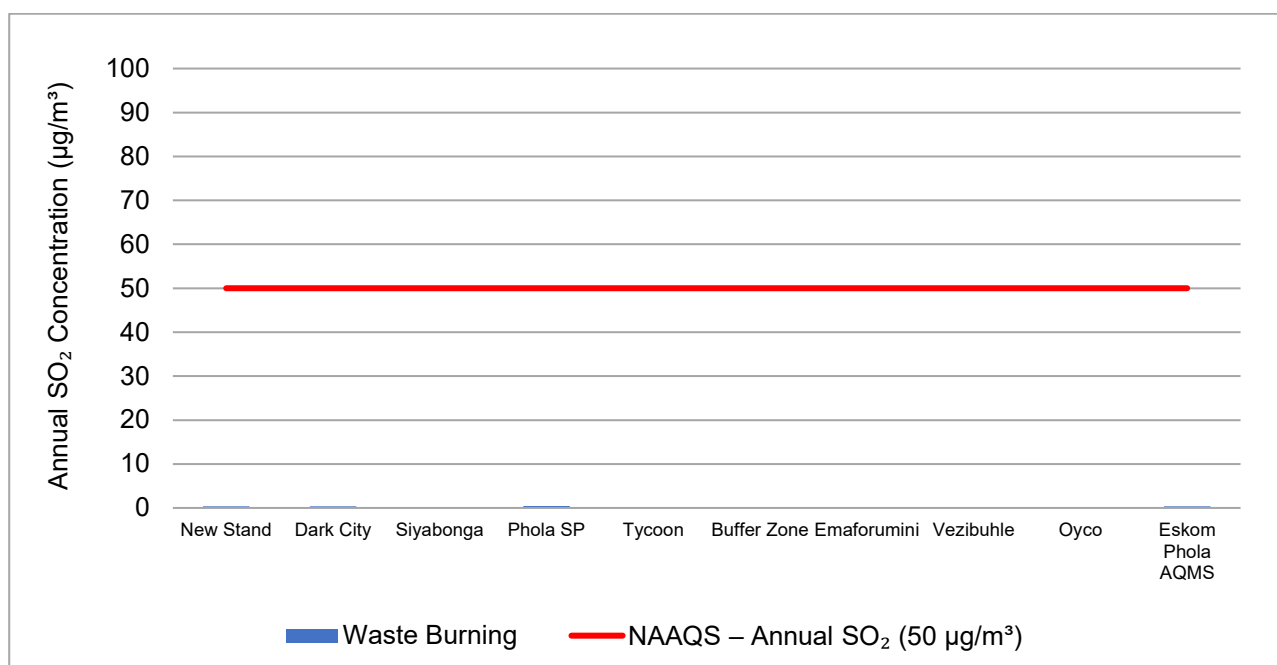 Annual SO₂ Concentration (µg/m³)
100
90
80
70
60
50
40
30
20
10
0
New Stand Dark City Siyabonga Phola SP Tycoon Buffer Zone Emaforumini Vezibuhle Oyco Eskom
Phola
AQMS
Waste Burning NAAQS – Annual SO₂ (50 µg/m³)